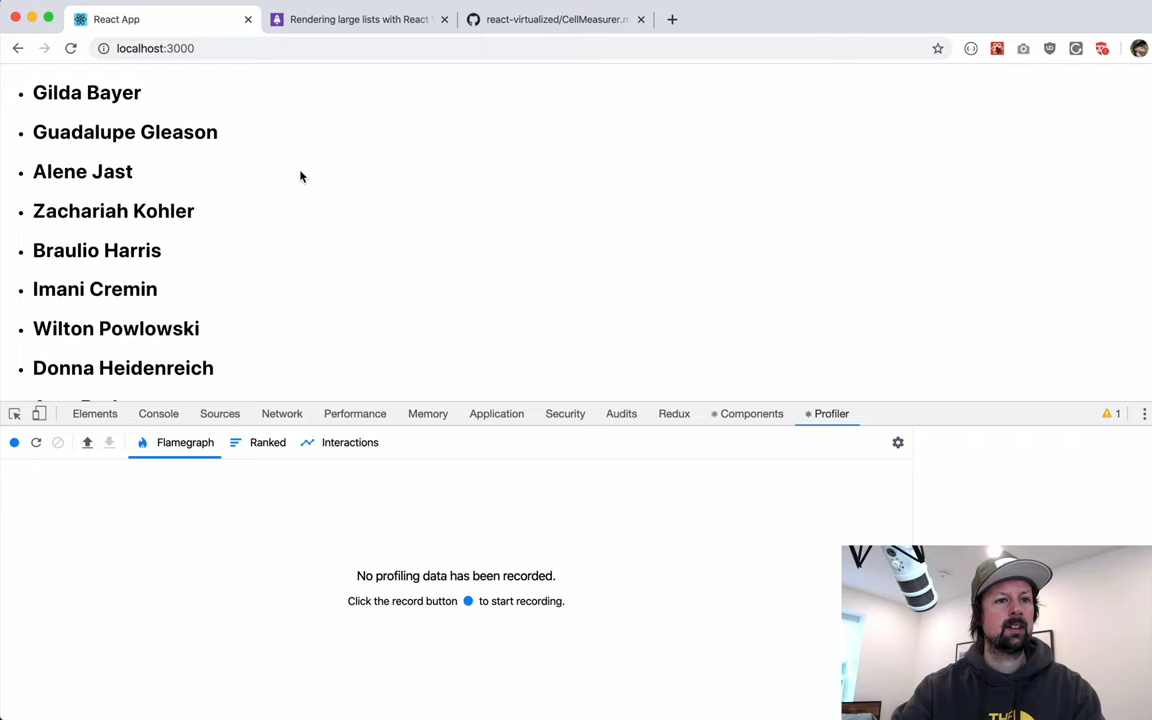 React App
Rendering large lists with React
react-virtualized/CellMeasurer.m
localhost:3000
Gilda Bayer
Guadalupe Gleason
Alene Jast
Zachariah Kohler
Braulio Harris
Imani Cremin
Wilton Powlowski
Donna Heidenreich
Elements Console Sources Network Performance Memory Application Security Audits Redux Components Profiler 1
Flamegraph Ranked Interactions
No profiling data has been recorded.
Click the record button to start recording.
THE